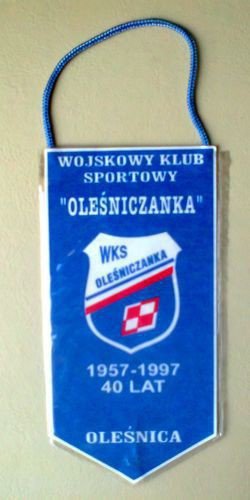 WOJSKOWY KLUB
SPORTOWY
"OLEŚNICZANKA"
WKS
OLEŚNICZANKA
1957-1997
40 LAT
OLEŚNICA